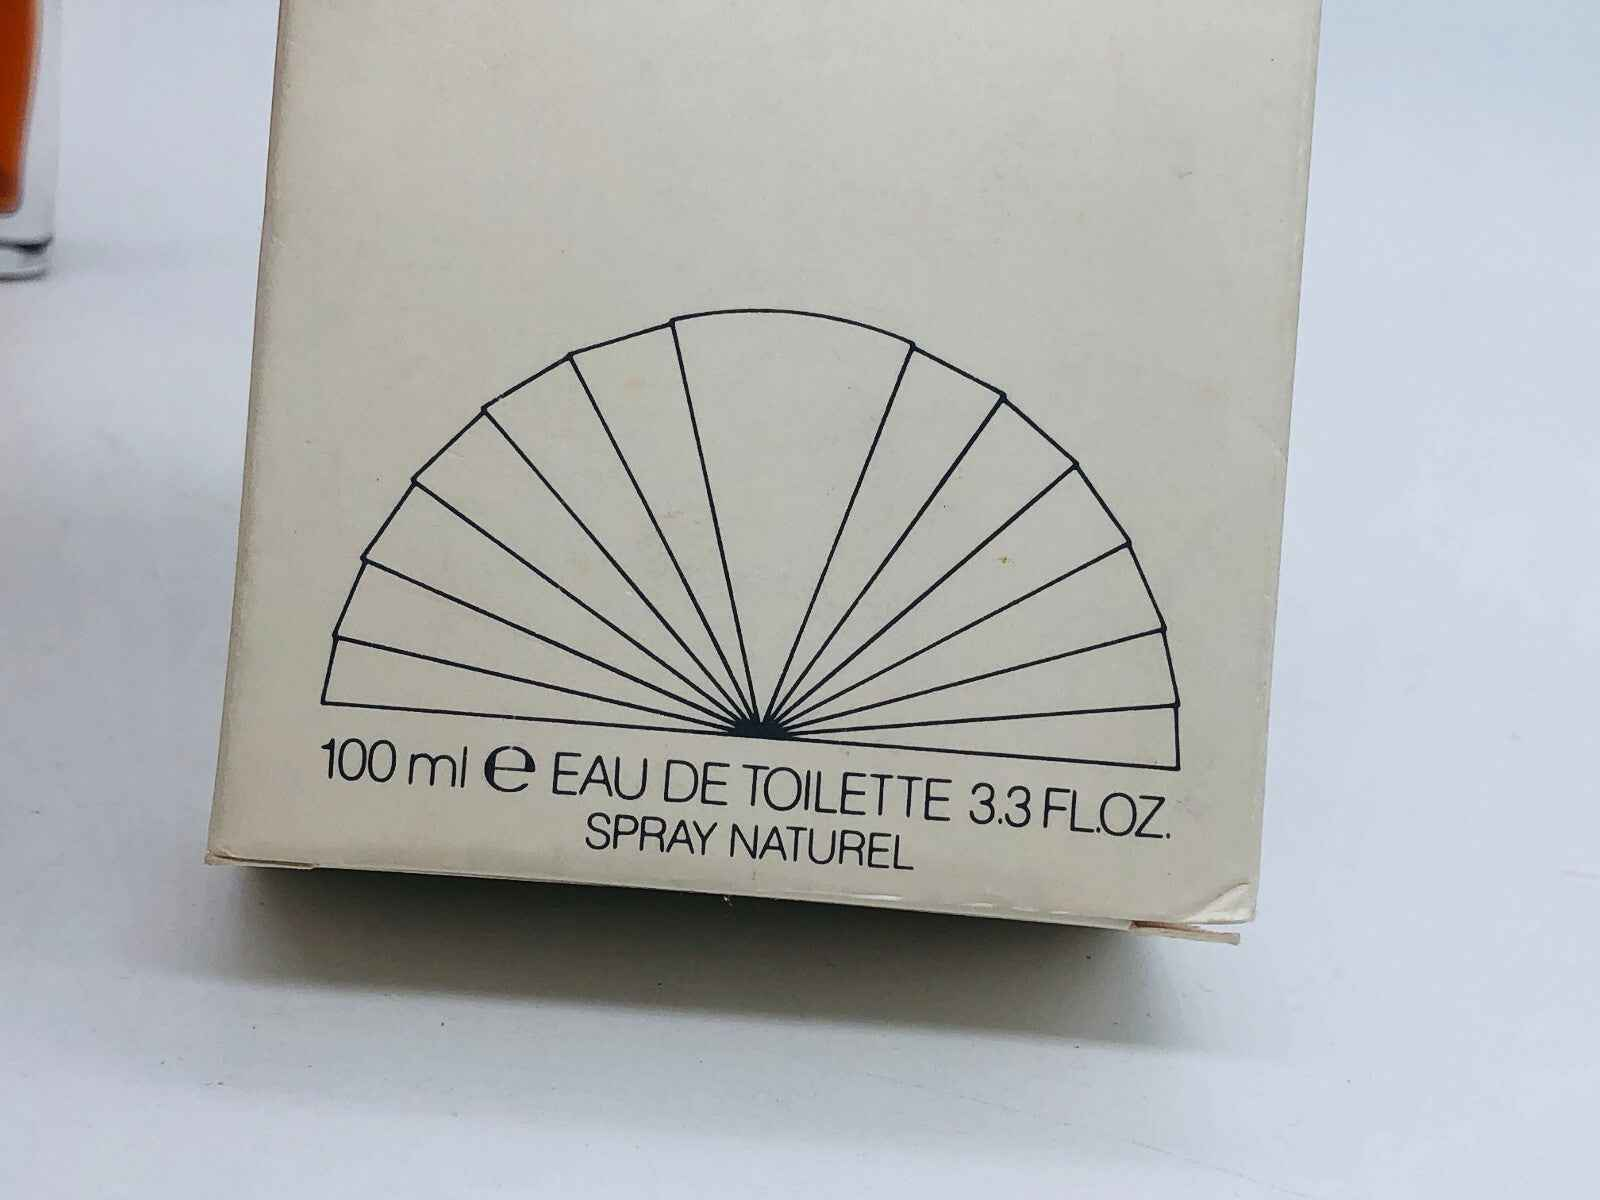 100 ml ℮ EAU DE TOILETTE 3.3 FL.OZ.
SPRAY NATUREL